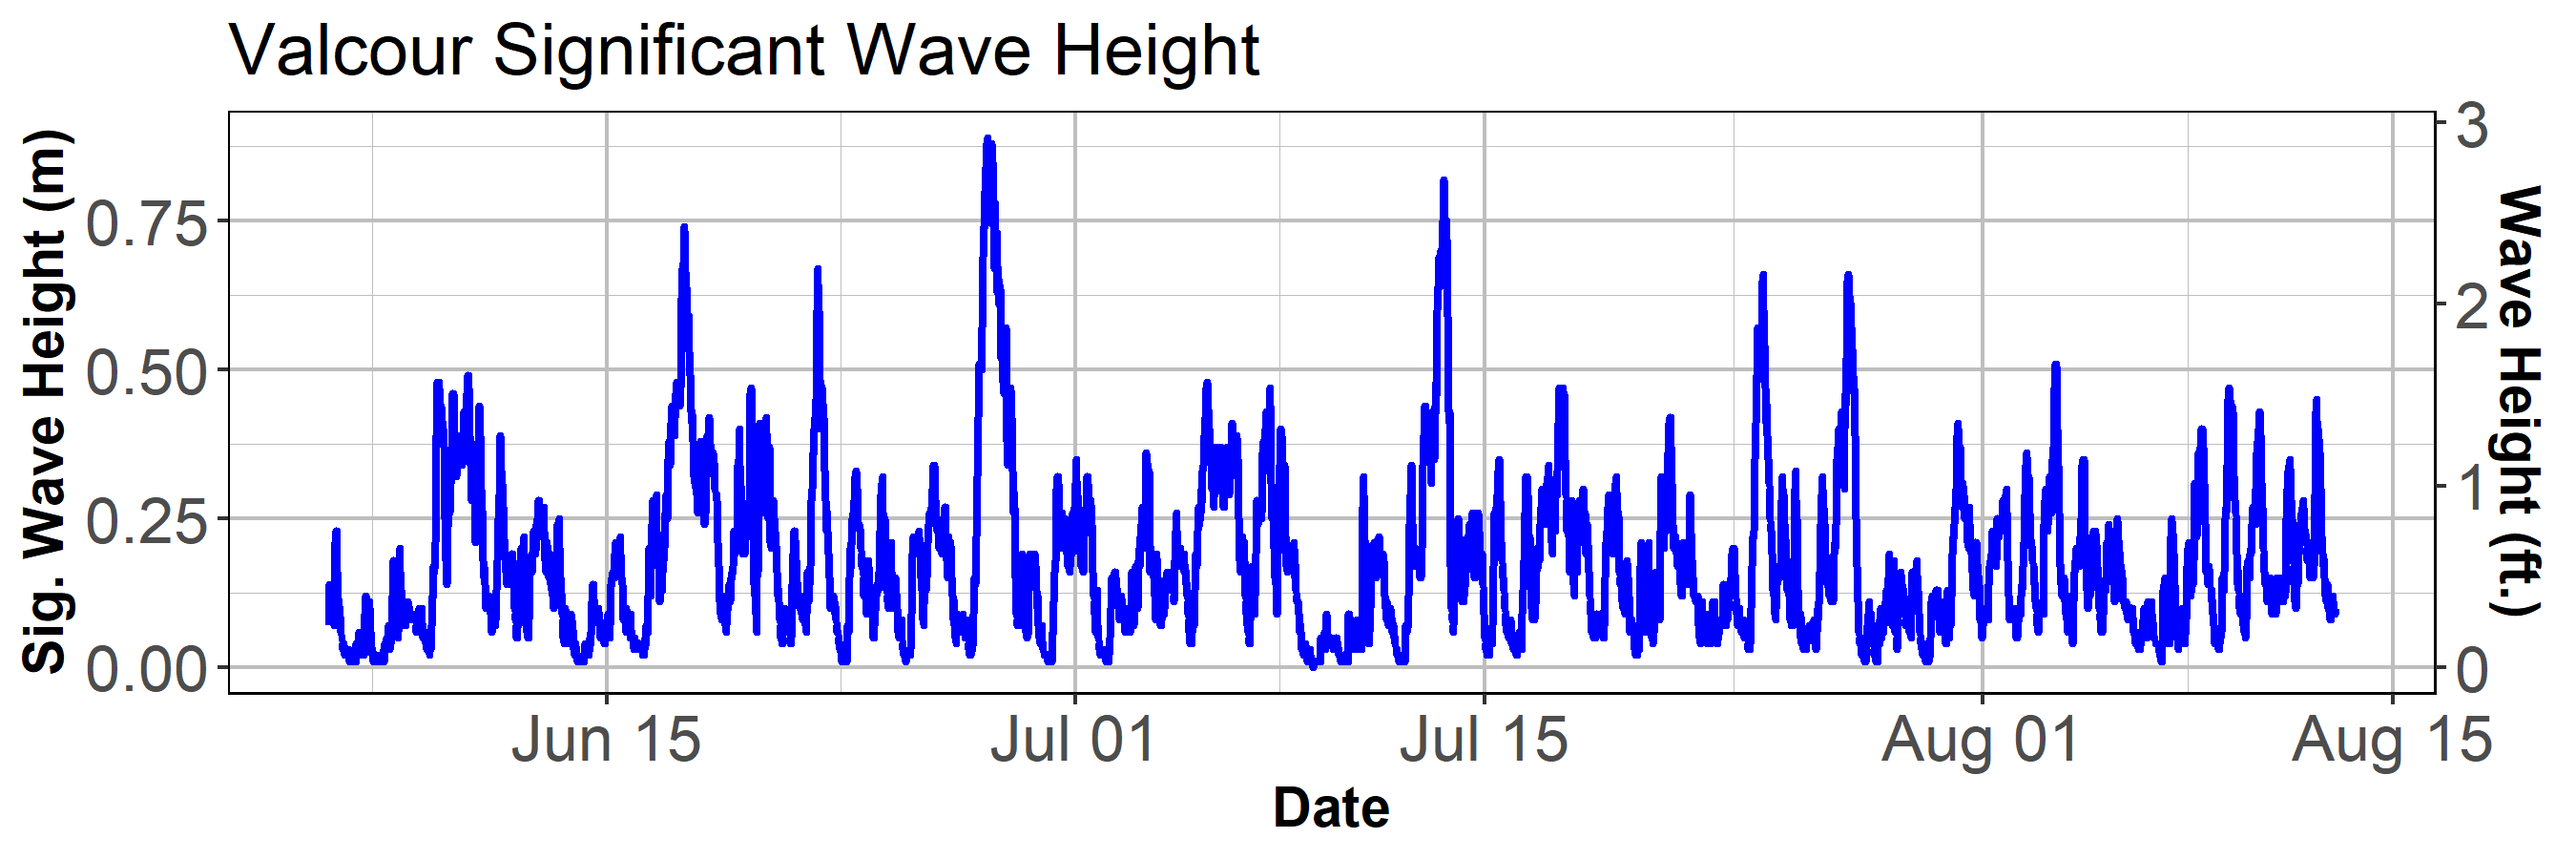 Valcour Significant Wave Height
Sig. Wave Height (m)
0.75
0.50
0.25
0.00
3
2
1
0
Wave Height (ft.)
Jun 15
Jul 01
Jul 15
Aug 01
Aug 15
Date